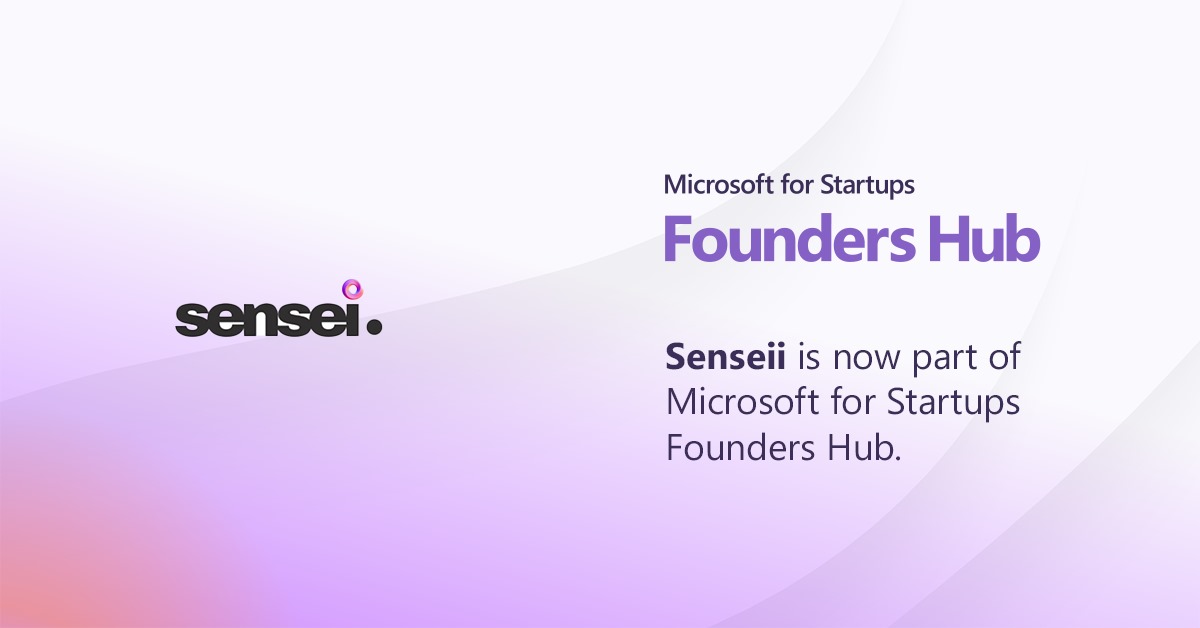 sensei.
Microsoft for Startups
Founders Hub
Senseii is now part of
Microsoft for Startups
Founders Hub.